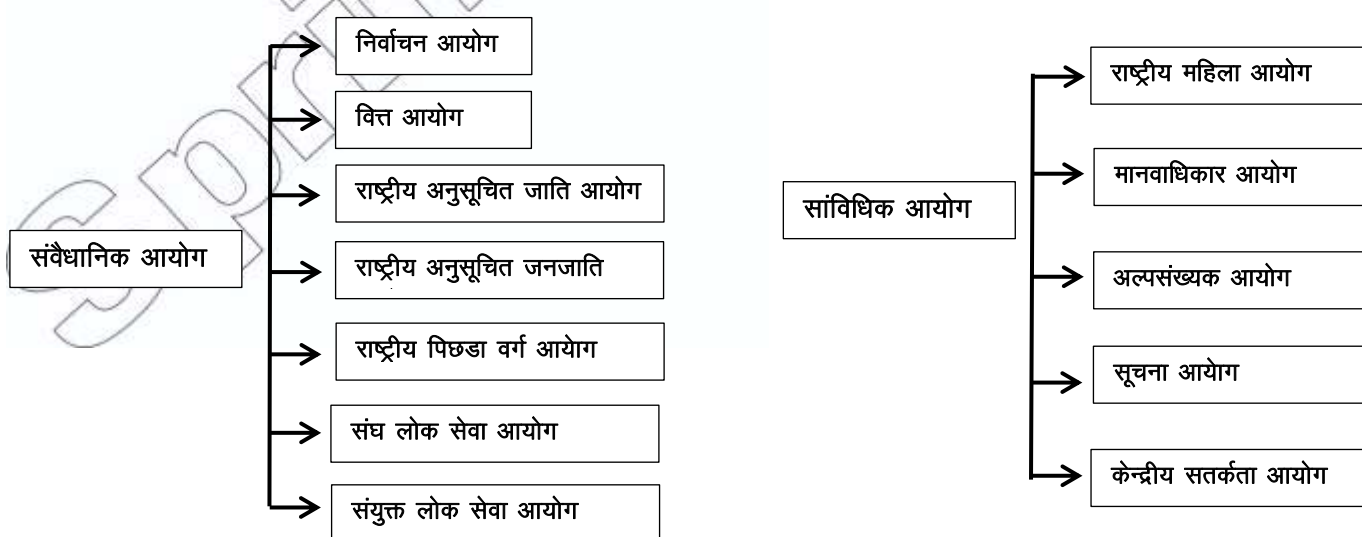 संवैधानिक आयोग
निर्वाचन आयोग
वित्त आयोग
राष्ट्रीय अनुसूचित जाति आयोग
राष्ट्रीय अनुसूचित जनजाति
राष्ट्रीय पिछडा वर्ग आयेाग
संघ लोक सेवा आयोग
संयुक्त लोक सेवा आयोग
सांविधिक आयोग
राष्ट्रीय महिला आयोग
मानवाधिकार आयोग
अल्पसंख्यक आयोग
सूचना आयेाग
केन्द्रीय सतर्कता आयोग